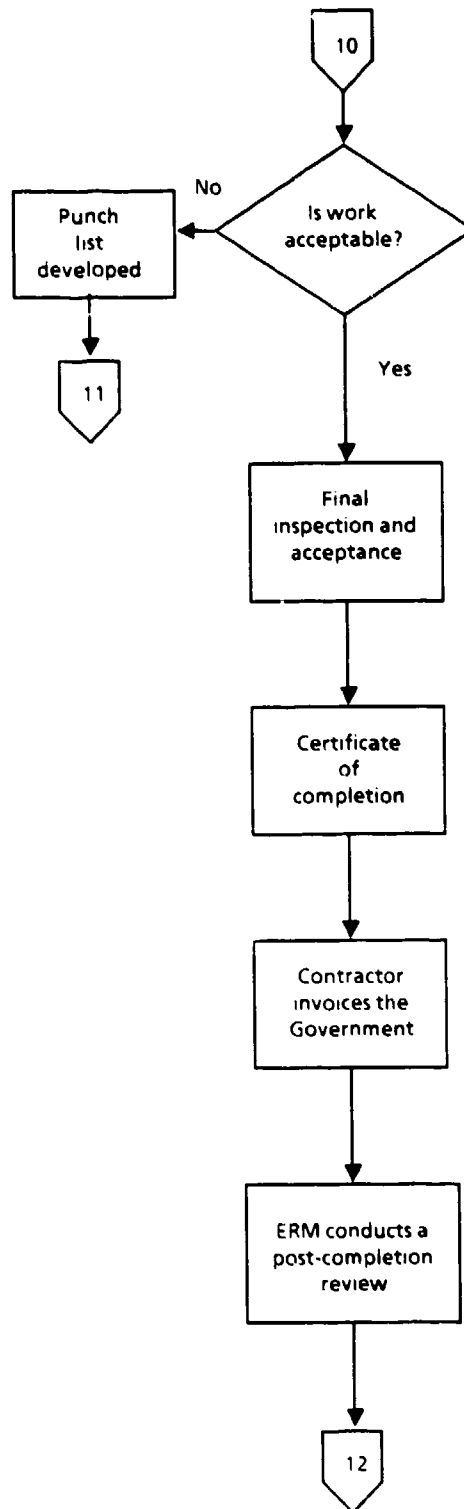 10
Is work
acceptable?
No
Punch
list
developed
11
Yes
Final
inspection and
acceptance
Certificate
of
completion
Contractor
invoices the
Government
ERM conducts a
post-completion
review
12